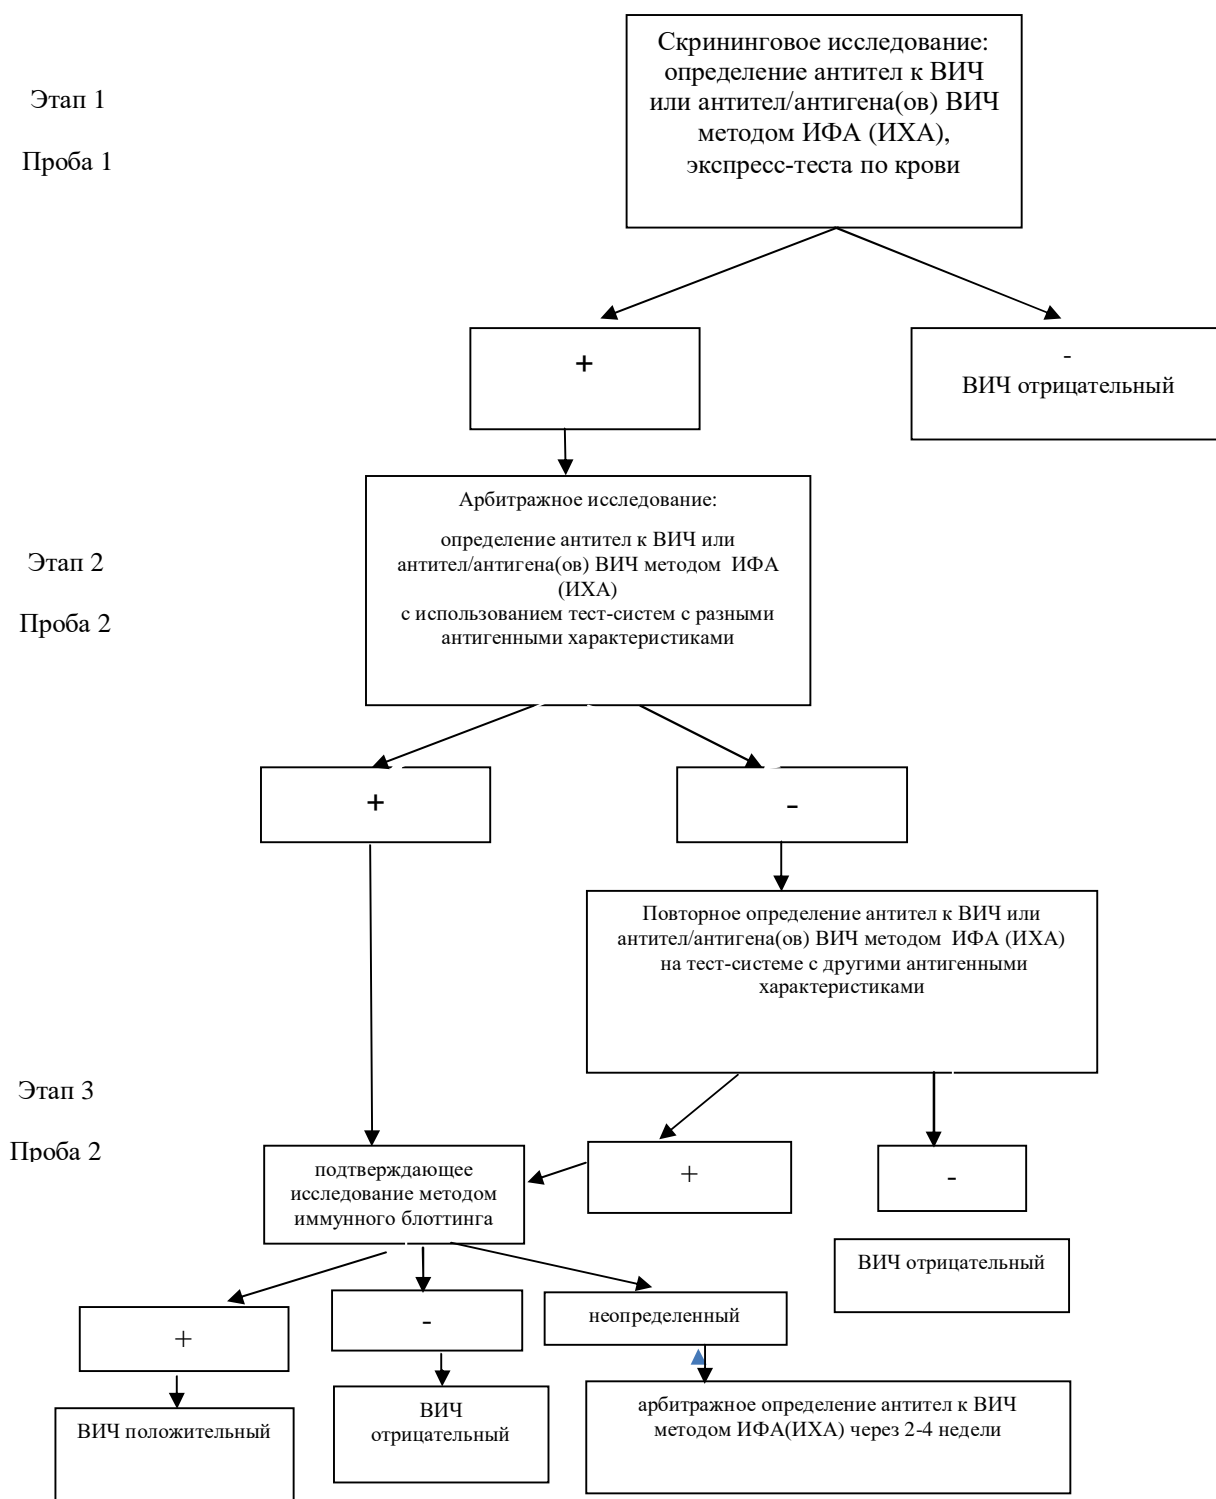 Скрининговое исследование:
определение антител к ВИЧ
или антител/антигена(ов) ВИЧ
методом ИФА (ИХА),
экспресс-теста по крови
Этап 1
Проба 1
+
-
ВИЧ отрицательный
Арбитражное исследование:
определение антител к ВИЧ или
антител/антигена(ов) ВИЧ методом ИФА
(ИХА)
с использованием тест-систем с разными
антигенными характеристиками
Этап 2
Проба 2
+
-
Повторное определение антител к ВИЧ или
антител/антигена(ов) ВИЧ методом ИФА (ИХА)
на тест-системе с другими антигенными
характеристиками
Этап 3
Проба 2
подтверждающее
исследование методом
иммунного блоттинга
+
-
ВИЧ отрицательный
+
-
неопределенный
ВИЧ положительный
ВИЧ
отрицательный
арбитражное определение антител к ВИЧ
методом ИФА(ИХА) через 2-4 недели